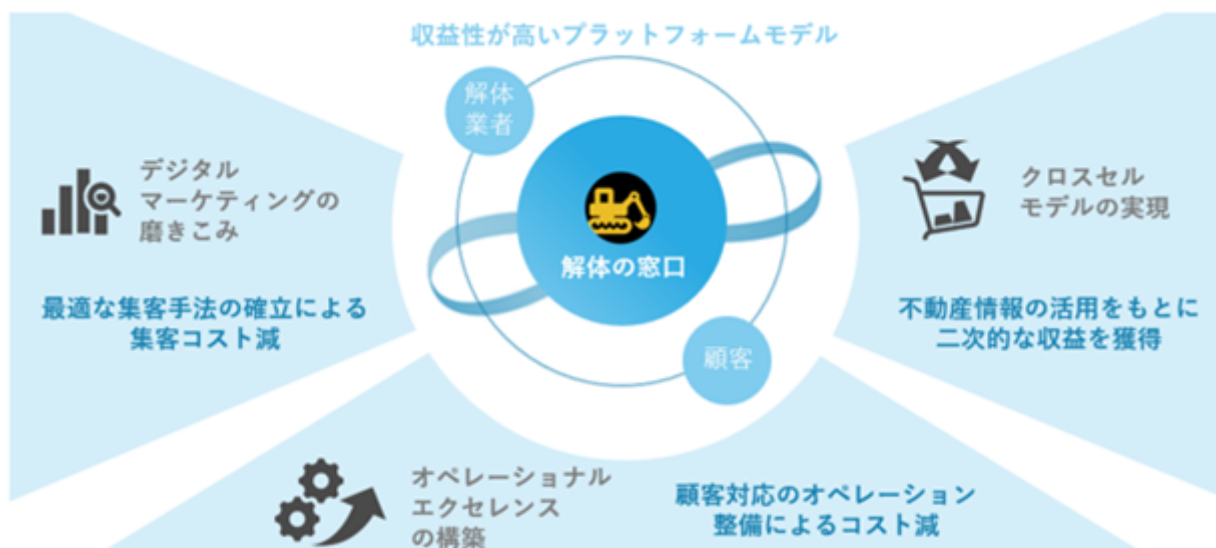 収益性が高いプラットフォームモデル
解体
業者
解体の窓口
顧客
デジタル
マーケティングの
磨きこみ
最適な集客手法の確立による
集客コスト減
クロスセル
モデルの実現
不動産情報の活用をもとに
二次的な収益を獲得
オペレーショナル
エクセレンス
の構築
顧客対応のオペレーション
整備によるコスト減